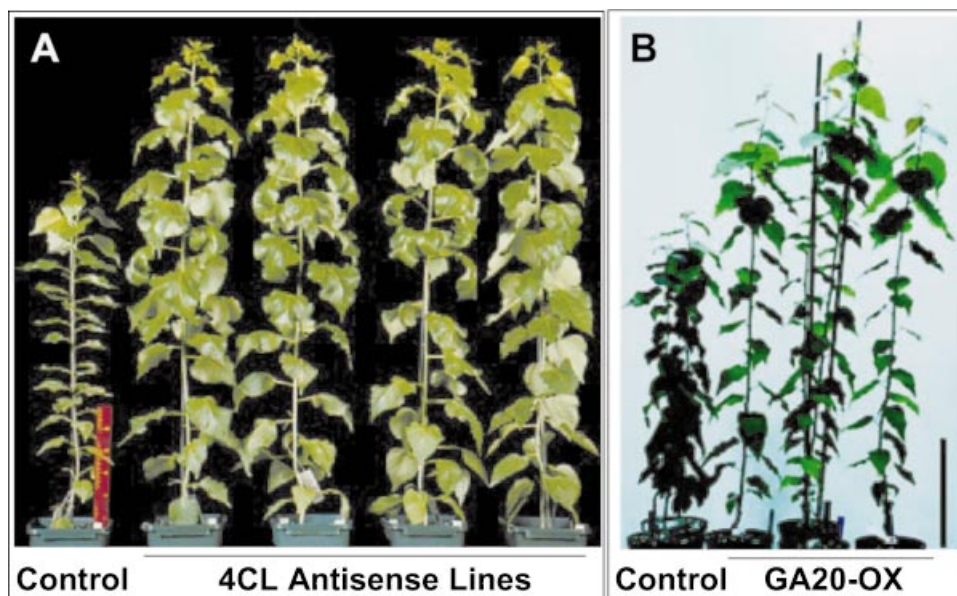 A
B
Control
4CL Antisense Lines
Control
GA20-OX